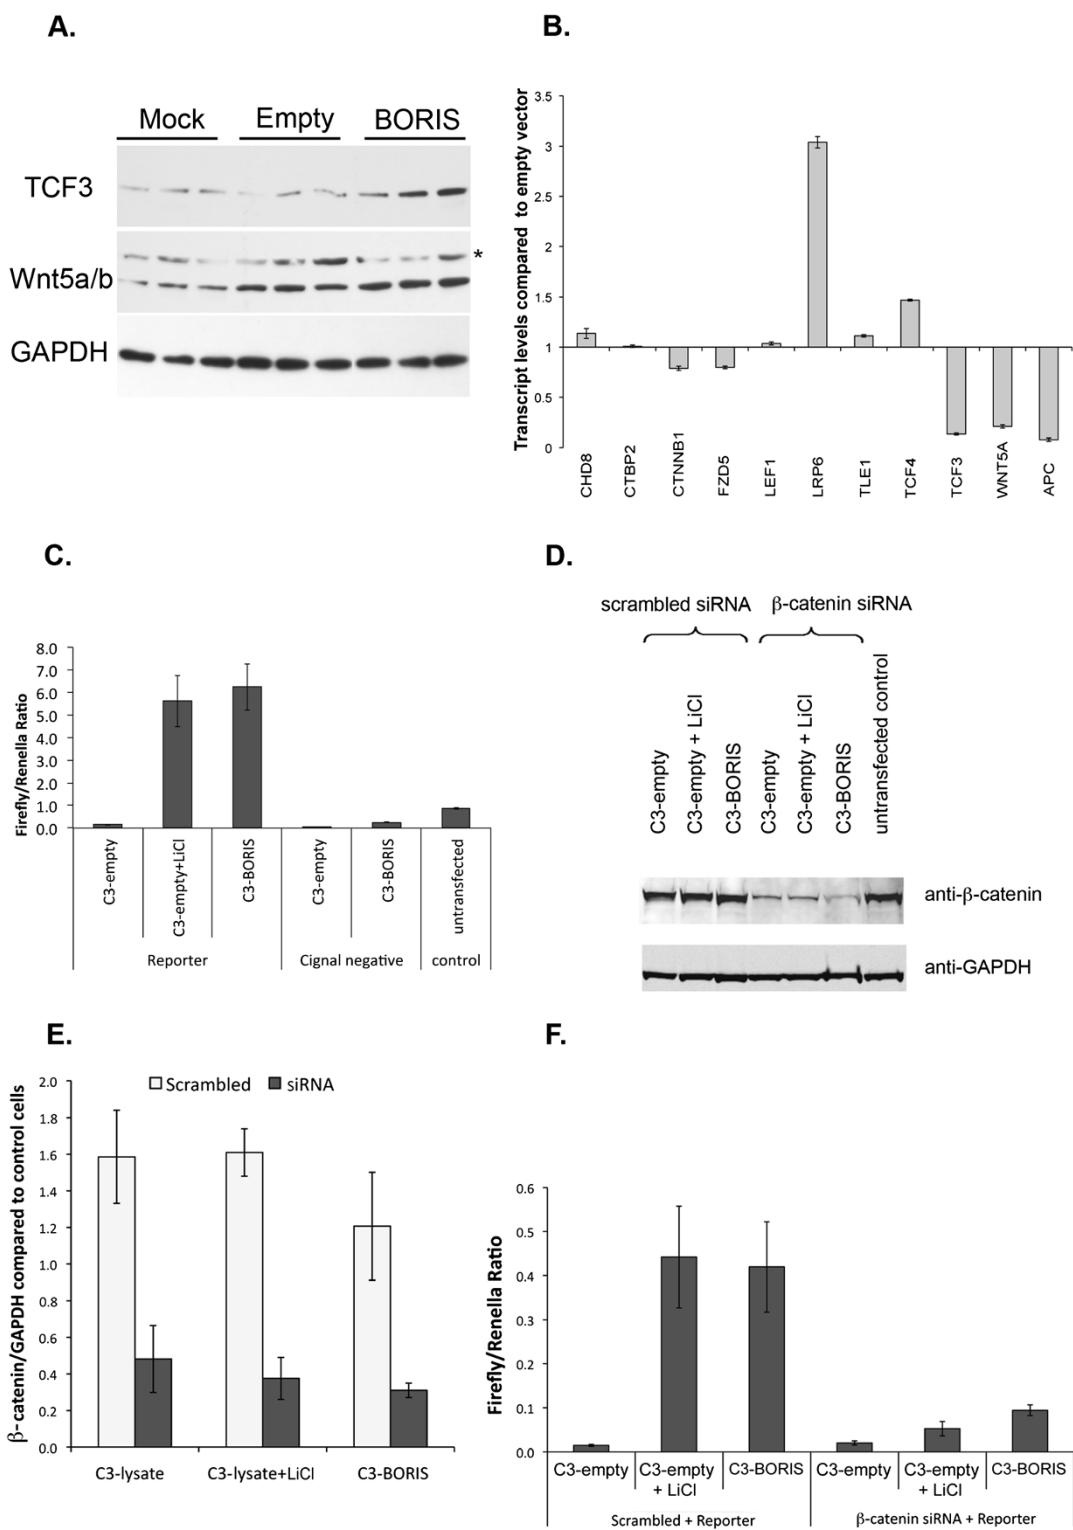 A.
Mock Empty BORIS
TCF3
Wnt5a/b
*
GAPDH
B.
Transcript levels compared to empty vector
3.5
3
2.5
2
1.5
1
0.5
0
CHD8
CTBP2
CTNNB1
FZD5
LEF1
LRP6
TLE1
TCF4
TCF3
WNT5A
APC
C.
Firefly/Renella Ratio
8.0
7.0
6.0
5.0
4.0
3.0
2.0
1.0
0.0
C3-empty
C3-empty+LiCl
C3-BORIS
C3-empty
C3-BORIS
untransfected
Reporter Cignal negative control
D.
scrambled siRNA β-catenin siRNA
C3-empty
C3-empty + LiCl
C3-BORIS
C3-empty
C3-empty + LiCl
C3-BORIS
untransfected control
anti-β-catenin
anti-GAPDH
E.
β-catenin/GAPDH compared to control cells
2.0
1.8
1.6
1.4
1.2
1.0
0.8
0.6
0.4
0.2
0.0
Scrambled siRNA
C3-lysate C3-lysate+LiCl C3-BORIS
F.
Firefly/Renella Ratio
0.6
0.5
0.4
0.3
0.2
0.1
0.0
C3-empty C3-empty C3-BORIS C3-empty C3-empty C3-BORIS
+ LiCl + LiCl
Scrambled + Reporter β-catenin siRNA + Reporter